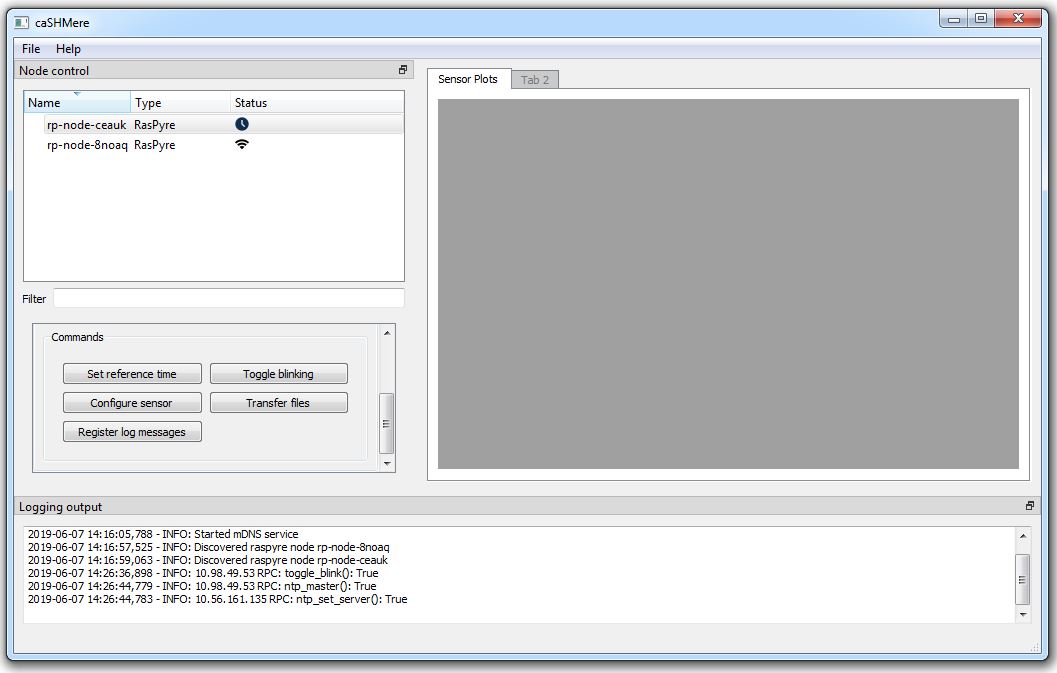 caSHMere
File Help
Node control
Name Type Status
rp-node-ceauk RasPyre
rp-node-8noaq RasPyre
Filter
Commands
Set reference time Toggle blinking
Configure sensor Transfer files
Register log messages
Sensor Plots Tab 2
Logging output
2019-06-07 14:16:05,788 - INFO: Started mDNS service
2019-06-07 14:16:57,525 - INFO: Discovered raspyre node rp-node-8noaq
2019-06-07 14:16:59,063 - INFO: Discovered raspyre node rp-node-ceauk
2019-06-07 14:26:36,898 - INFO: 10.98.49.53 RPC: toggle_blink(): True
2019-06-07 14:26:44,779 - INFO: 10.98.49.53 RPC: ntp_master(): True
2019-06-07 14:26:44,783 - INFO: 10.56.161.135 RPC: ntp_set_server(): True